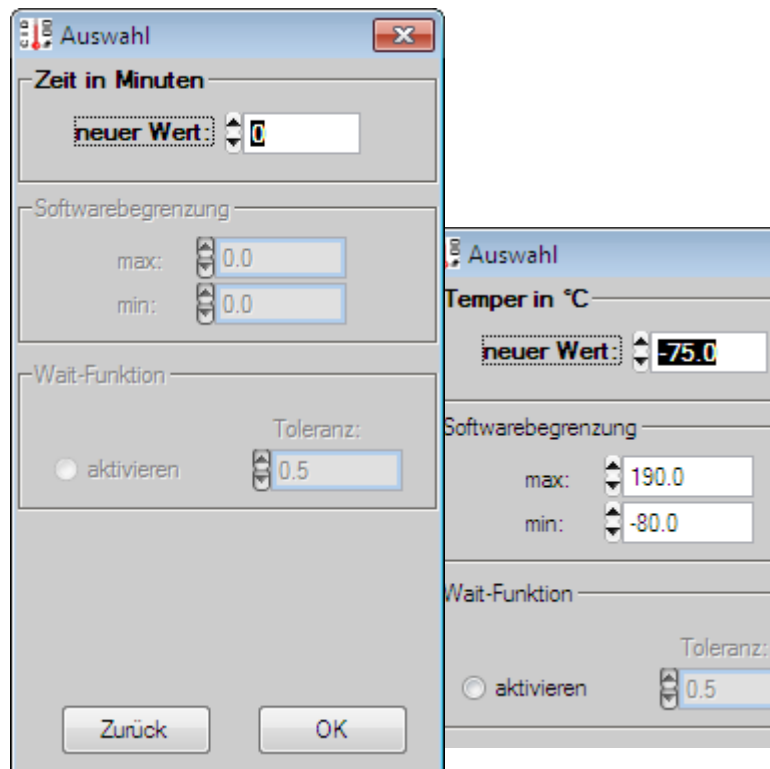 Auswahl
Zeit in Minuten
neuer Wert: 0
Softwarebegrenzung
max: 0.0
min: 0.0
Wait-Funktion
Toleranz:
aktivieren 0.5
Zurück OK
Auswahl
Temper in °C
neuer Wert: -75.0
Softwarebegrenzung
max: 190.0
min: -80.0
Wait-Funktion
Toleranz:
aktivieren 0.5